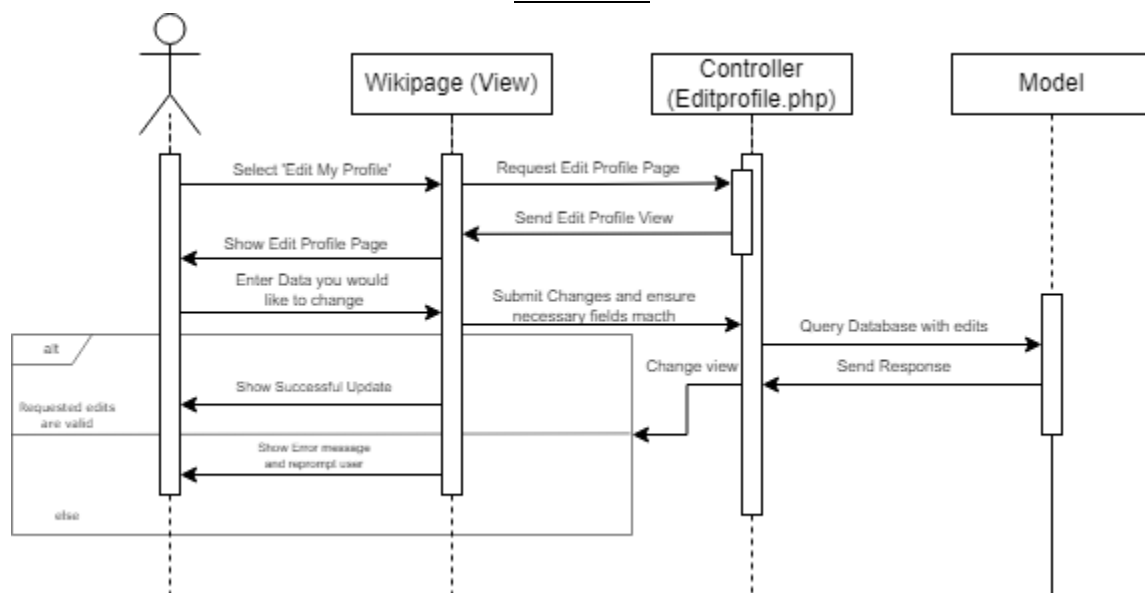 Wikipage (View)
Controller
(Editprofile.php)
Model
Select 'Edit My Profile'
Request Edit Profile Page
Send Edit Profile View
Show Edit Profile Page
Enter Data you would
like to change
Submit Changes and ensure
necessary fields macth
Query Database with edits
alt
Change view
Send Response
Show Successful Update
Requested edits
are valid
Show Error message
and reprompt user
else